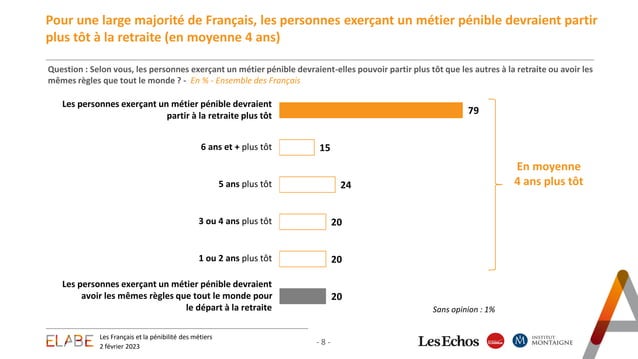 Pour une large majorité de Français, les personnes exerçant un métier pénible devraient partir
plus tôt à la retraite (en moyenne 4 ans)
Question : Selon vous, les personnes exerçant un métier pénible devraient-elles pouvoir partir plus tôt que les autres à la retraite ou avoir les
mêmes règles que tout le monde ? - En % - Ensemble des Français
Les personnes exerçant un métier pénible devraient
partir à la retraite plus tôt
79
6 ans et + plus tôt
15
5 ans plus tôt
24
3 ou 4 ans plus tôt
20
1 ou 2 ans plus tôt
20
Les personnes exerçant un métier pénible devraient
avoir les mêmes règles que tout le monde pour
le départ à la retraite
20
En moyenne
4 ans plus tôt
Sans opinion : 1%
ELABE
Les Français et la pénibilité des métiers
2 février 2023
- 8 -
Les Echos
INSTITUT
MONTAIGNE